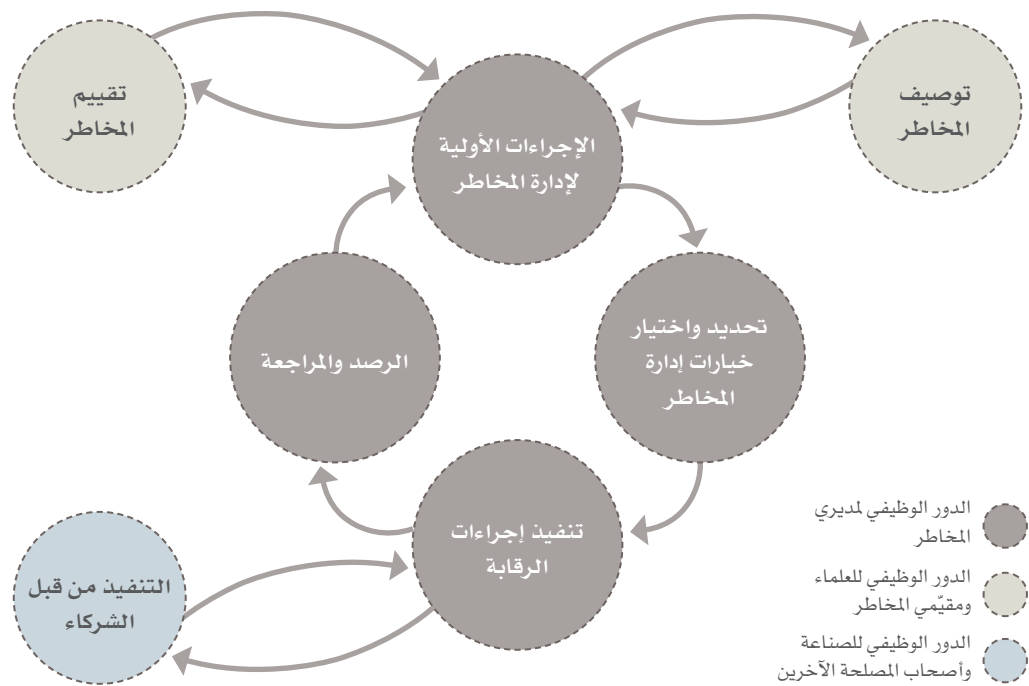 توصيف
المخاطر
تقييم
المخاطر
الإجراءات الأولية
لإدارة المخاطر
تحديد واختيار
خيارات إدارة
المخاطر
الرصد والمراجعة
تنفيذ إجراءات
الرقابة
التنفيذ من قبل
الشركاء
الدور الوظيفي لمديري
المخاطر
الدور الوظيفي للعلماء
ومقيّمي المخاطر
الدور الوظيفي للصناعة
وأصحاب المصلحة الآخرين